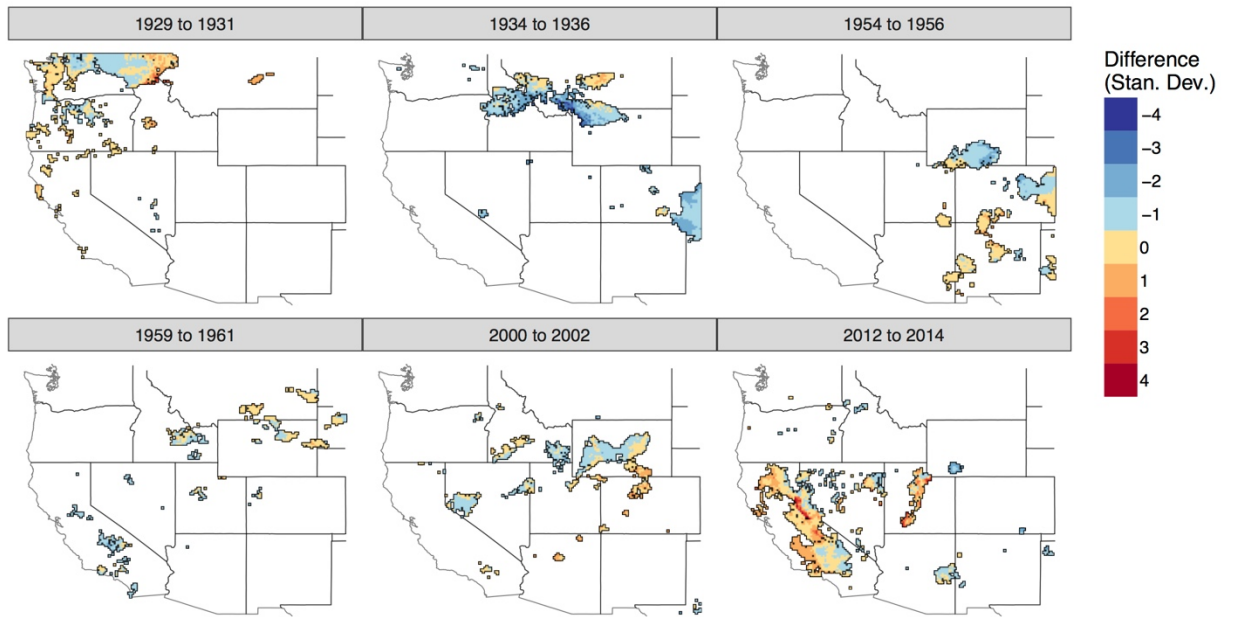 1929 to 1931
1934 to 1936
1954 to 1956
1959 to 1961
2000 to 2002
2012 to 2014
Difference
(Stan. Dev.)
−4
−3
−2
−1
0
1
2
3
4